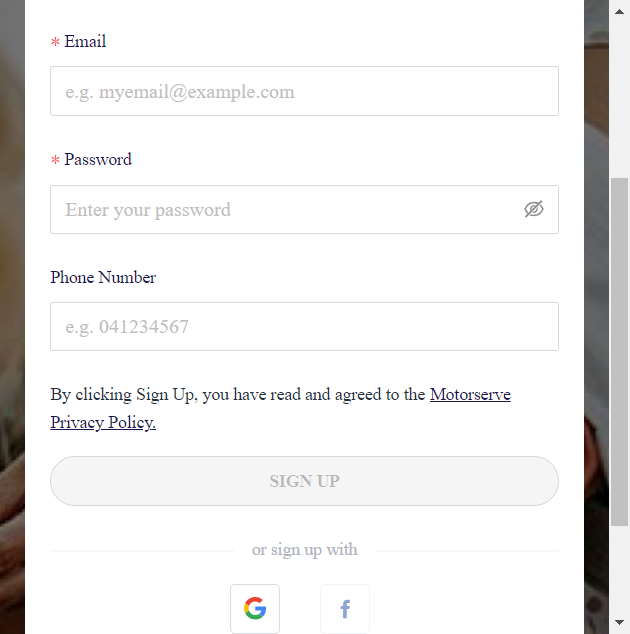 * Email
e.g. myemail@example.com
* Password
Enter your password
Phone Number
e.g. 041234567
By clicking Sign Up, you have read and agreed to the Motorserve
Privacy Policy.
SIGN UP
or sign up with